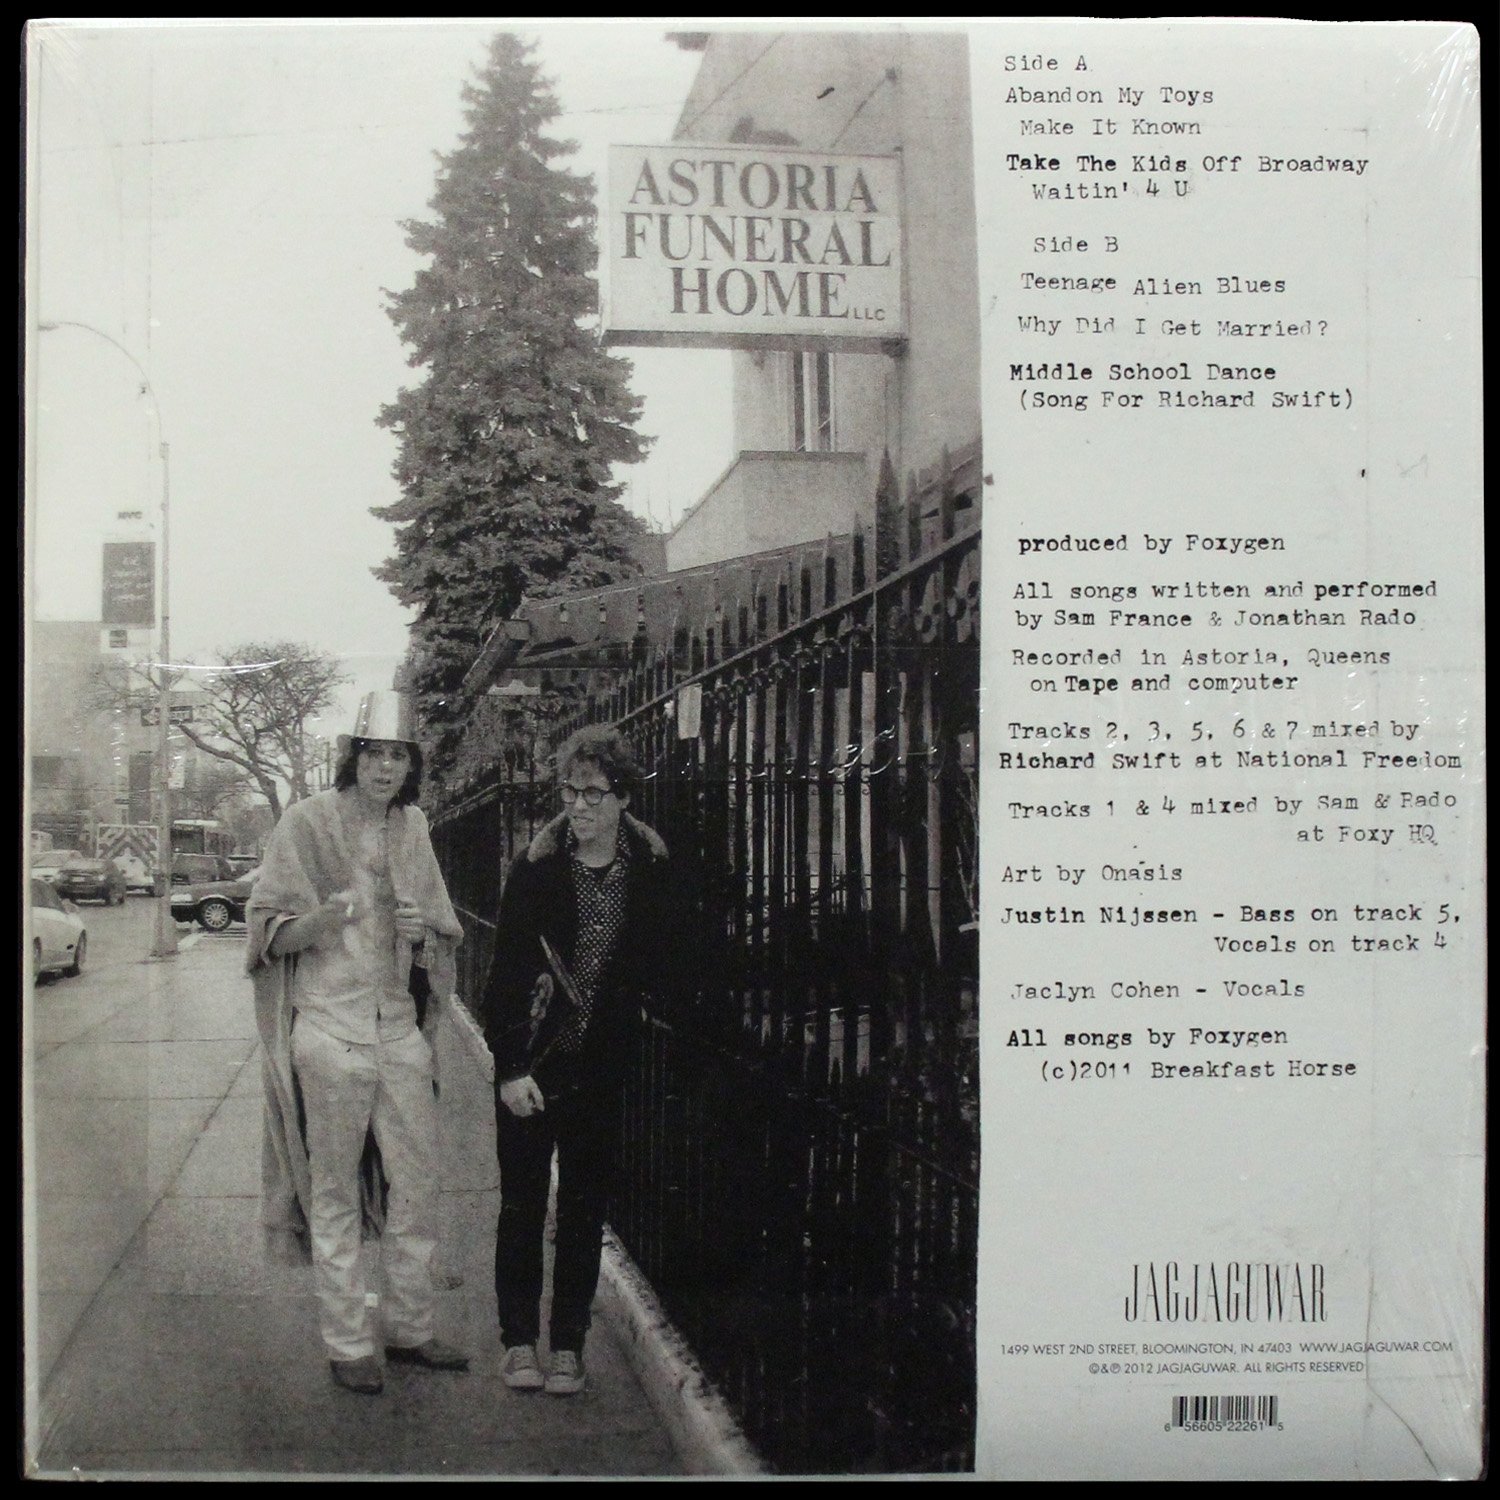 ASTORIA
FUNERAL
HOME LLC
NYC
Side A
Abandon My Toys
Make It Known
Take The Kids Off Broadway
Waitin' 4 U
Side B
Teenage Alien Blues
Why Did I Get Married?
Middle School Dance
(Song For Richard Swift)
produced by Foxygen
All songs written and performed
by Sam France & Jonathan Rado
Recorded in Astoria, Queens
on Tape and computer
Tracks 2, 3, 5, 6 & 7 mixed by
Richard Swift at National Freedom
Tracks 1 & 4 mixed by Sam & Rado
at Foxy HQ
Art by Onasis
Justin Nijssen - Bass on track 5,
Vocals on track 4
Jaclyn Cohen - Vocals
All songs by Foxygen
(c)2011 Breakfast Horse
JAGJAGUWAR
1499 WEST 2ND STREET, BLOOMINGTON, IN 47403 WWW.JAGJAGUWAR.COM
©&℗ 2012 JAGJAGUWAR. ALL RIGHTS RESERVED
6 56605 22261 5